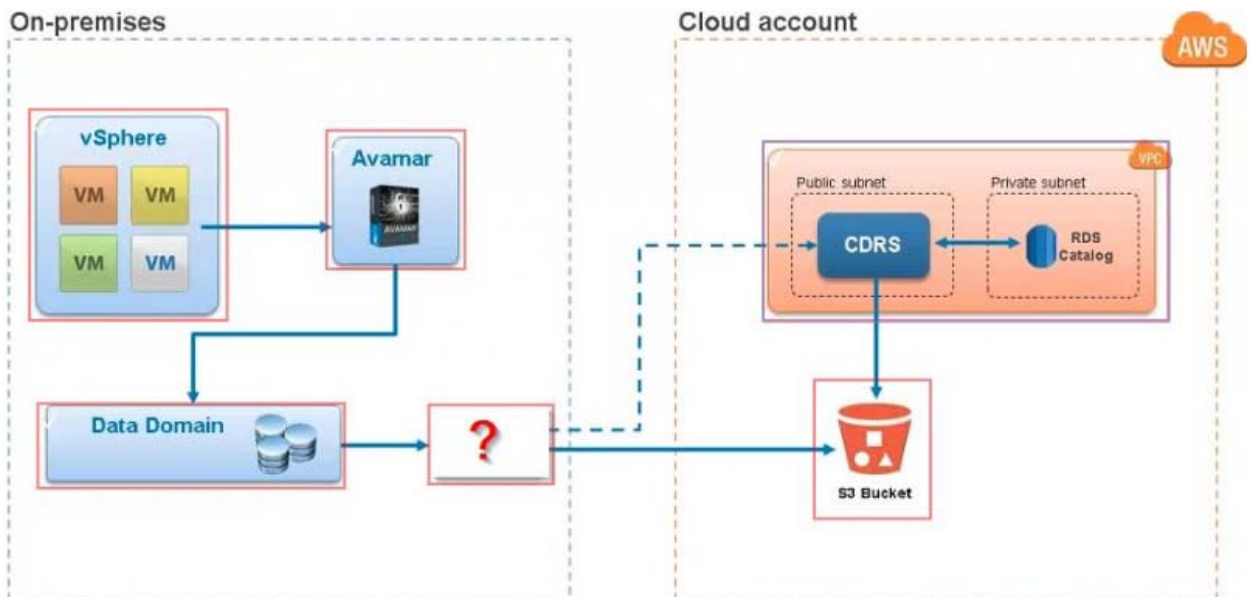 On-premises
Cloud account
AWS
vSphere
VM
VM
VM
VM
Avamar
AVAMAR
VPC
Public subnet
Private subnet
CDRS
RDS
Catalog
Data Domain
?
S3 Bucket